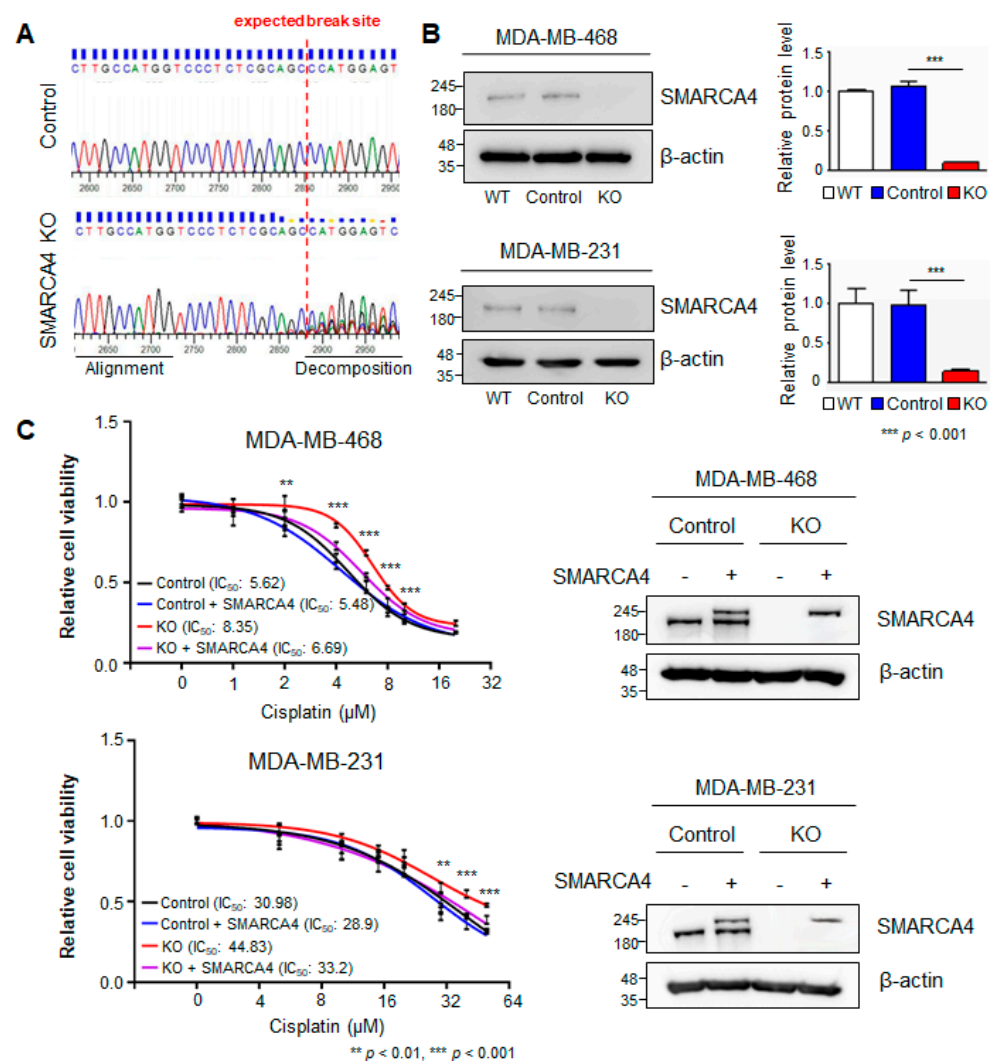 A
expected break site
CTTGCCATGGTCCCTCTCGCAGCCCATGGAGT
Control
2600 2650 2700 2750 2800 2850 2900 2950
SMARCA4 KO
CTTGCCATGGTCCCTCTCGCAGCCATGGAGTC
2650 2700 2750 2800 2850 2900 2950
Alignment
Decomposition
B
MDA-MB-468
245
180
SMARCA4
48
35
β-actin
WT Control KO
Relative protein level
1.5
1.0
0.5
0
***
WT Control KO
MDA-MB-231
245
180
SMARCA4
48
35
β-actin
WT Control KO
Relative protein level
1.5
1.0
0.5
0
***
WT Control KO
*** p < 0.001
C
MDA-MB-468
Relative cell viability
1.5
1.0
0.5
0.0
** *** *** *** ***
Control (IC50: 5.62)
Control + SMARCA4 (IC50: 5.48)
KO (IC50: 8.35)
KO + SMARCA4 (IC50: 6.69)
0 1 2 4 8 16 32
Cisplatin (μM)
MDA-MB-468
Control KO
SMARCA4 - + - +
245
180
SMARCA4
48
35
β-actin
MDA-MB-231
Relative cell viability
1.5
1.0
0.5
0.0
** *** ***
Control (IC50: 30.98)
Control + SMARCA4 (IC50: 28.9)
KO (IC50: 44.83)
KO + SMARCA4 (IC50: 33.2)
0 4 8 16 32 64
Cisplatin (μM)
** p < 0.01, *** p < 0.001
MDA-MB-231
Control KO
SMARCA4 - + - +
245
180
SMARCA4
48
35
β-actin